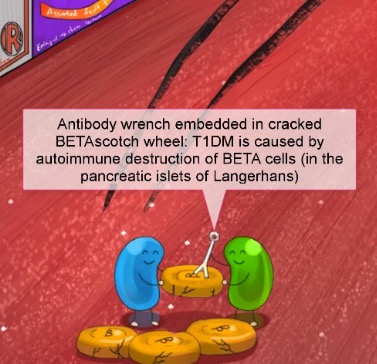 R
Assorted
Antibody wrench embedded in cracked
BETAscotch wheel: T1DM is caused by
autoimmune destruction of BETA cells (in the
pancreatic islets of Langerhans)
B
B
B